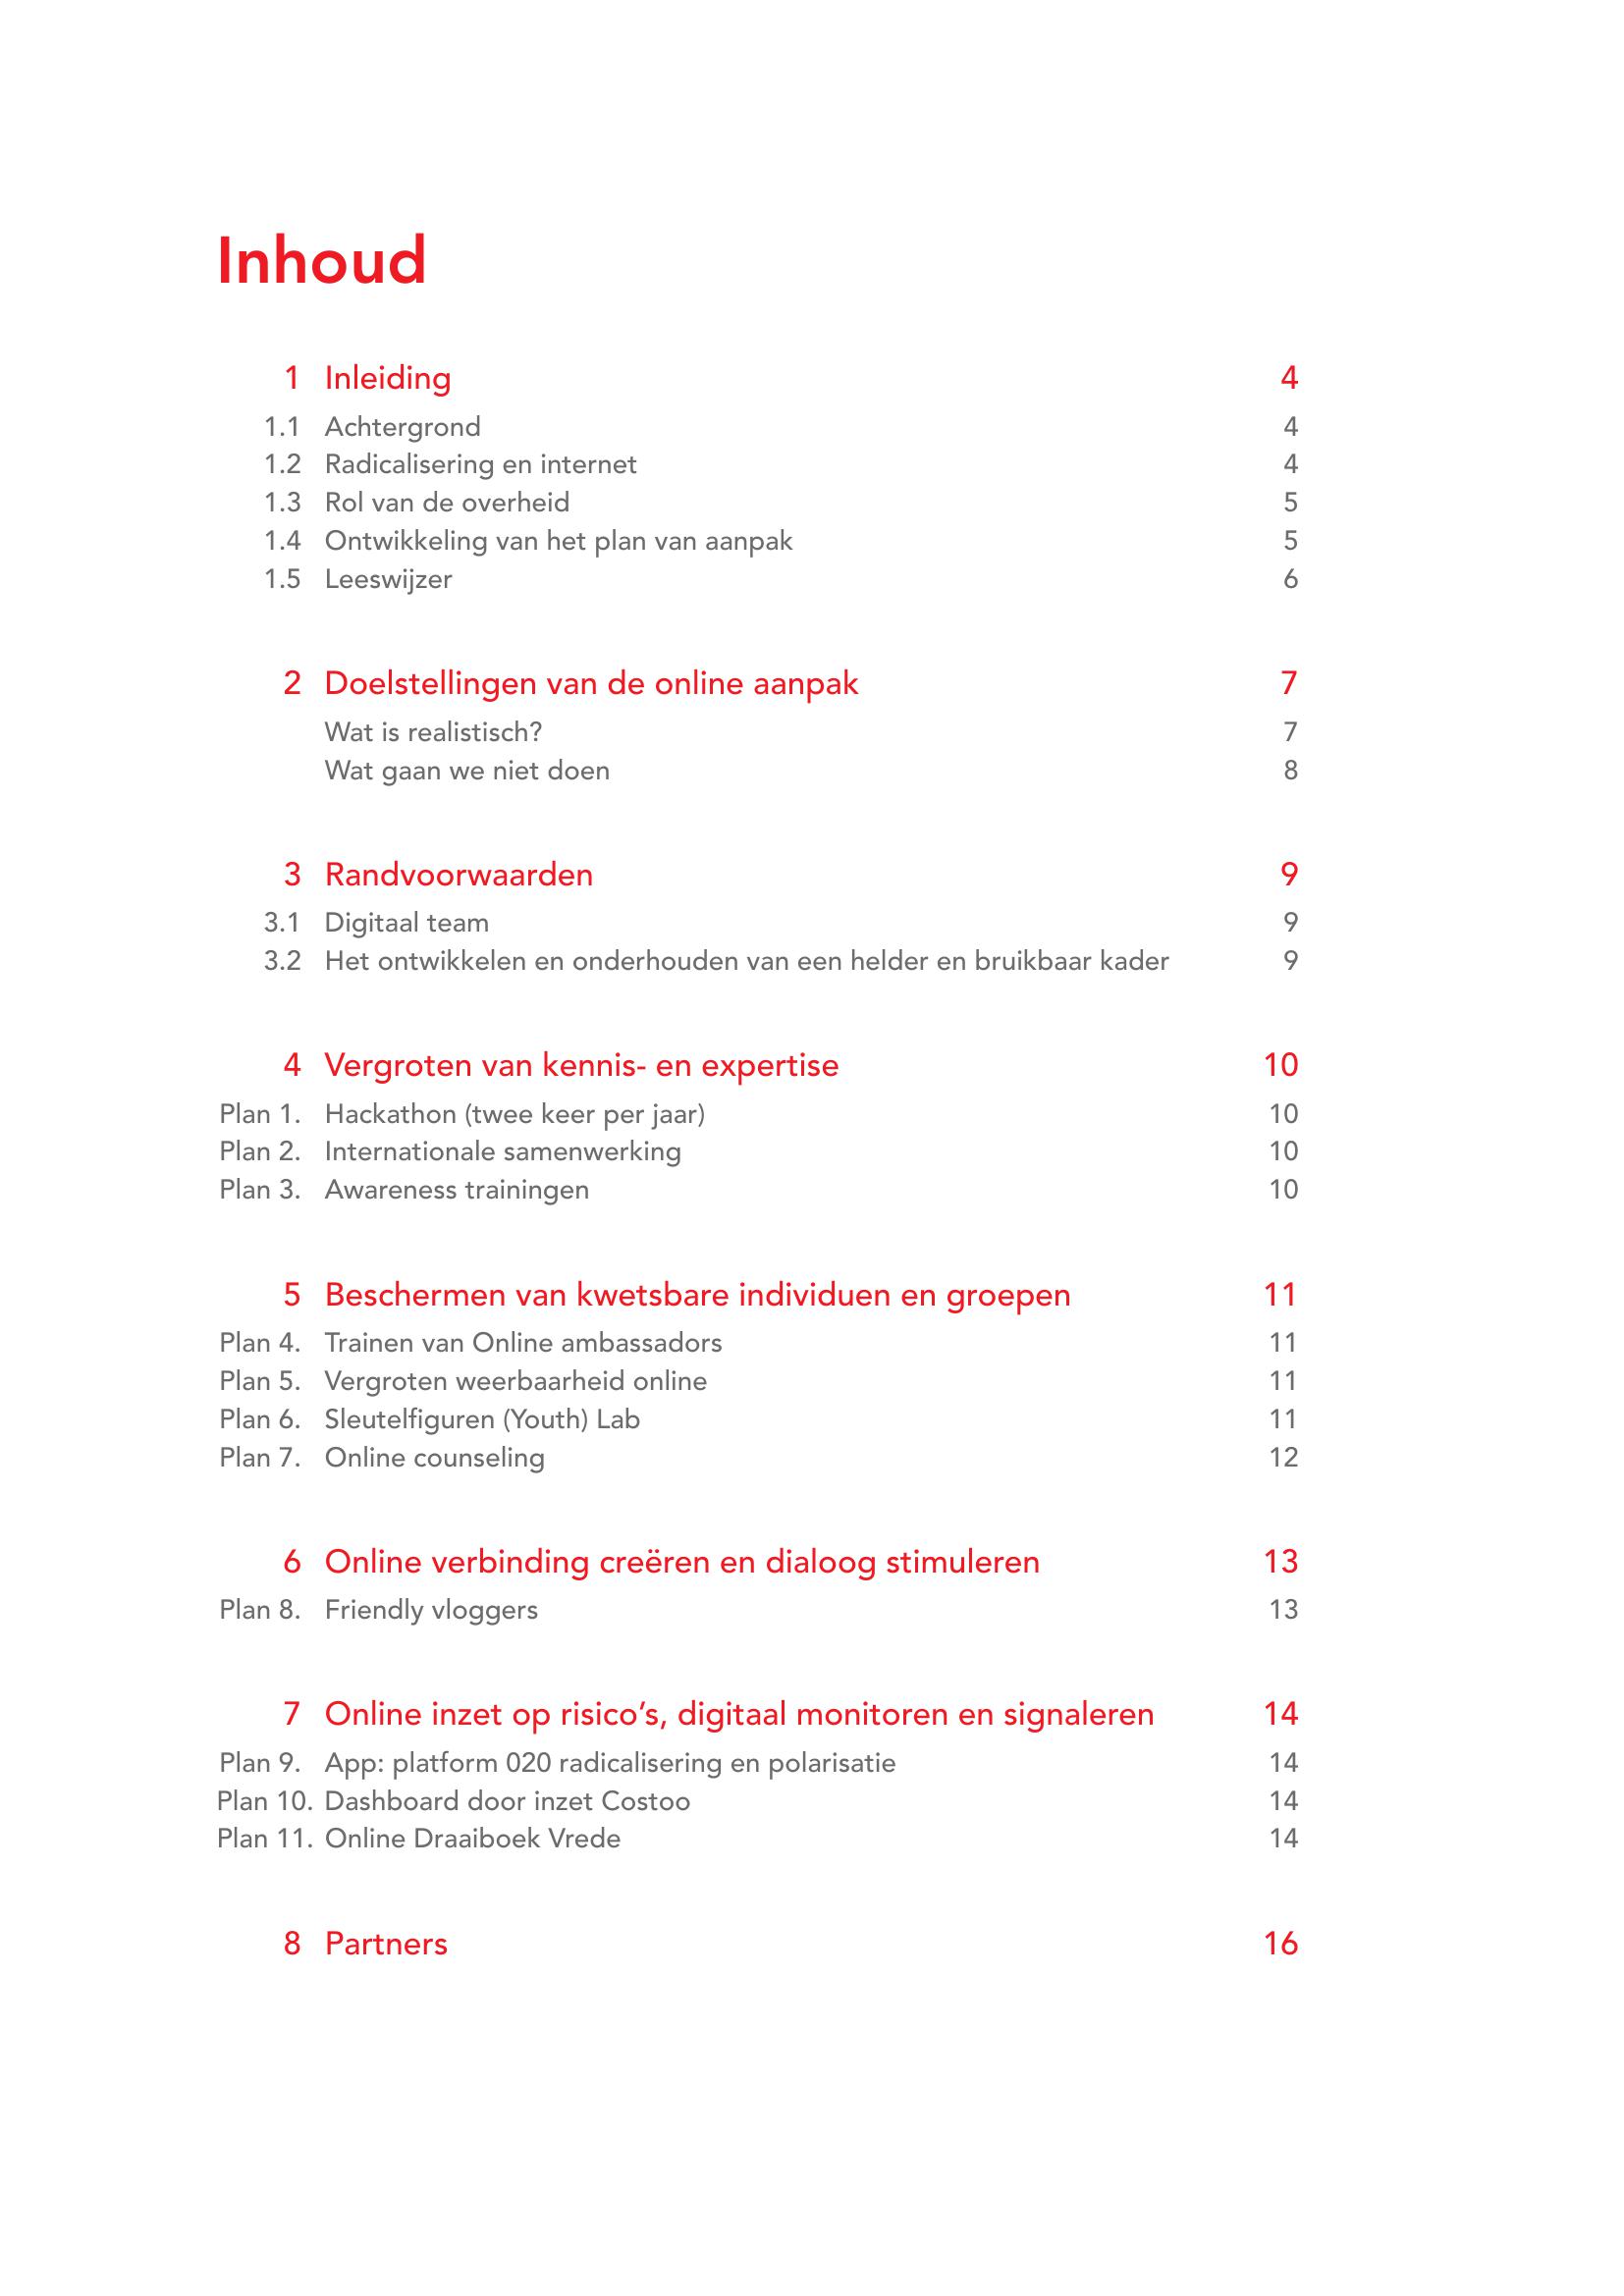 Inhoud
1 Inleiding 4
1.1 Achtergrond 4
1.2 Radicalisering en internet 4
1.3 Rol van de overheid 5
1.4 Ontwikkeling van het plan van aanpak 5
1.5 Leeswijzer 6
2 Doelstellingen van de online aanpak 7
Wat is realistisch? 7
Wat gaan we niet doen 8
3 Randvoorwaarden 9
3.1 Digitaal team 9
3.2 Het ontwikkelen en onderhouden van een helder en bruikbaar kader 9
4 Vergroten van kennis- en expertise 10
Plan 1. Hackathon (twee keer per jaar) 10
Plan 2. Internationale samenwerking 10
Plan 3. Awareness trainingen 10
5 Beschermen van kwetsbare individuen en groepen 11
Plan 4. Trainen van Online ambassadors 11
Plan 5. Vergroten weerbaarheid online 11
Plan 6. Sleutelfiguren (Youth) Lab 11
Plan 7. Online counseling 12
6 Online verbinding creëren en dialoog stimuleren 13
Plan 8. Friendly vloggers 13
7 Online inzet op risico’s, digitaal monitoren en signaleren 14
Plan 9. App: platform 020 radicalisering en polarisatie 14
Plan 10. Dashboard door inzet Costoo 14
Plan 11. Online Draaiboek Vrede 14
8 Partners 16